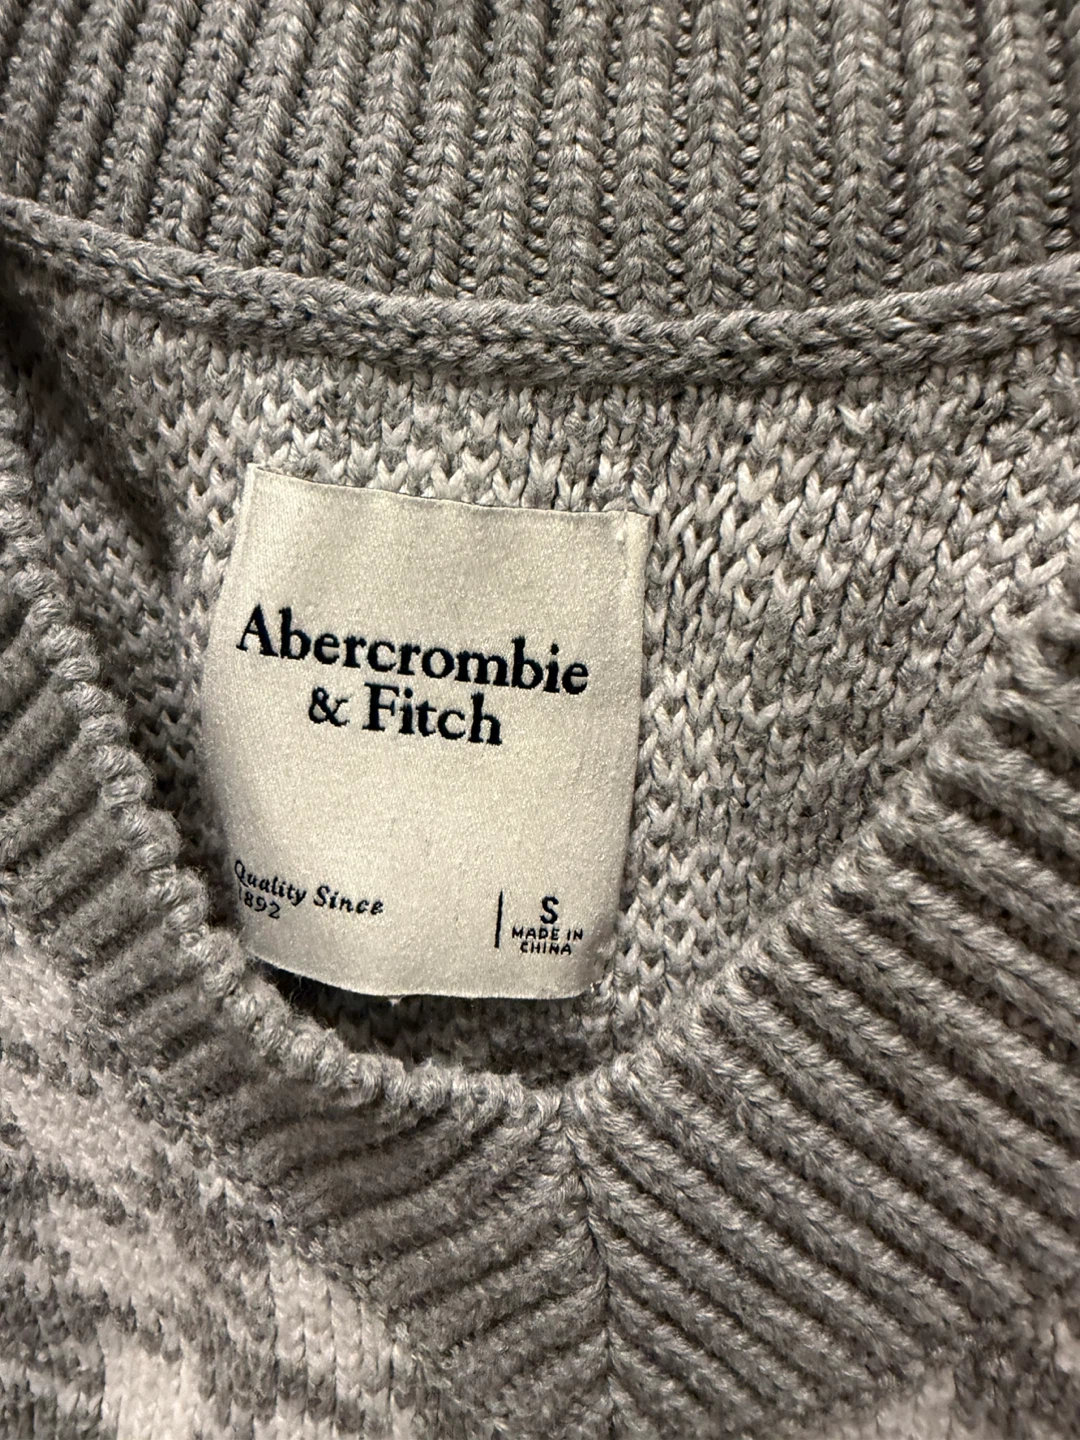 Abercrombie
& Fitch
Quality Since
1892
S
MADE IN
CHINA